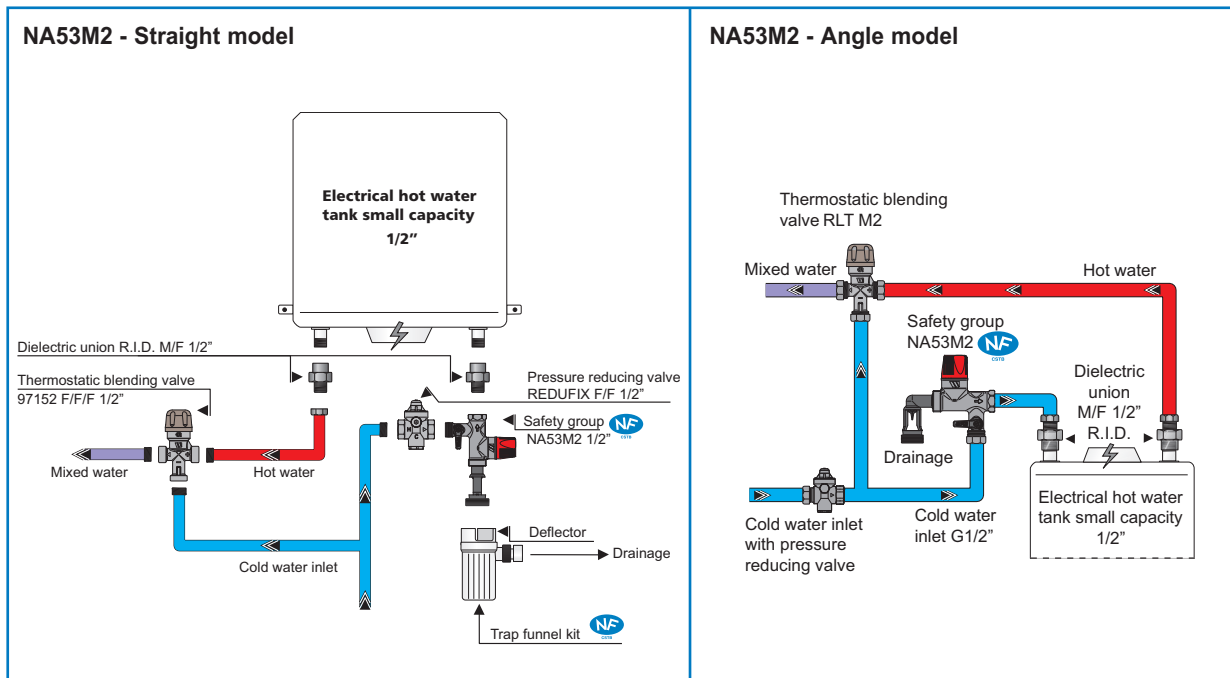 NA53M2 - Straight model
Electrical hot water
tank small capacity
1/2”
Dielectric union R.I.D. M/F 1/2”
Thermostatic blending valve
97152 F/F/F 1/2”
Pressure reducing valve
REDUFIX F/F 1/2”
Safety group NF
CSTB
NA53M2 1/2”
Mixed water
Hot water
Deflector
Drainage
Cold water inlet
Trap funnel kit NF
CSTB
NA53M2 - Angle model
Thermostatic blending
valve RLT M2
Mixed water
Hot water
Safety group
NA53M2 NF
CSTB
Dielectric
union
M/F 1/2”
R.I.D.
Drainage
Cold water inlet
with pressure
reducing valve
Cold water
inlet G1/2”
Electrical hot water
tank small capacity
1/2”